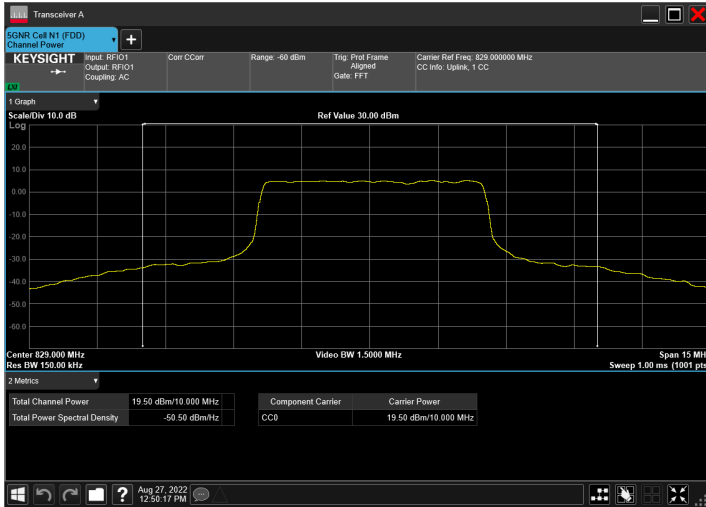 Transceiver A
5GNR Cell N1 (FDD)
Channel Power
KEYSIGHT
LXI
Input: RFIO1
Output: RFIO1
Coupling: AC
Corr CCorr
Range: -60 dBm
Trig: Prot Frame
Aligned
Gate: FFT
Carrier Ref Freq: 829.000000 MHz
CC Info: Uplink, 1 CC
1 Graph
Scale/Div 10.0 dB
Ref Value 30.00 dBm
Log
20.0
10.0
0.00
-10.0
-20.0
-30.0
-40.0
-50.0
-60.0
Center 829.000 MHz
Video BW 1.5000 MHz
Span 15 MH
Res BW 150.00 kHz
Sweep 1.00 ms (1001 pts
2 Metrics
Total Channel Power 19.50 dBm/10.000 MHz
Total Power Spectral Density -50.50 dBm/Hz
Component Carrier Carrier Power
CC0 19.50 dBm/10.000 MHz
?
Aug 27, 2022
12:50:17 PM